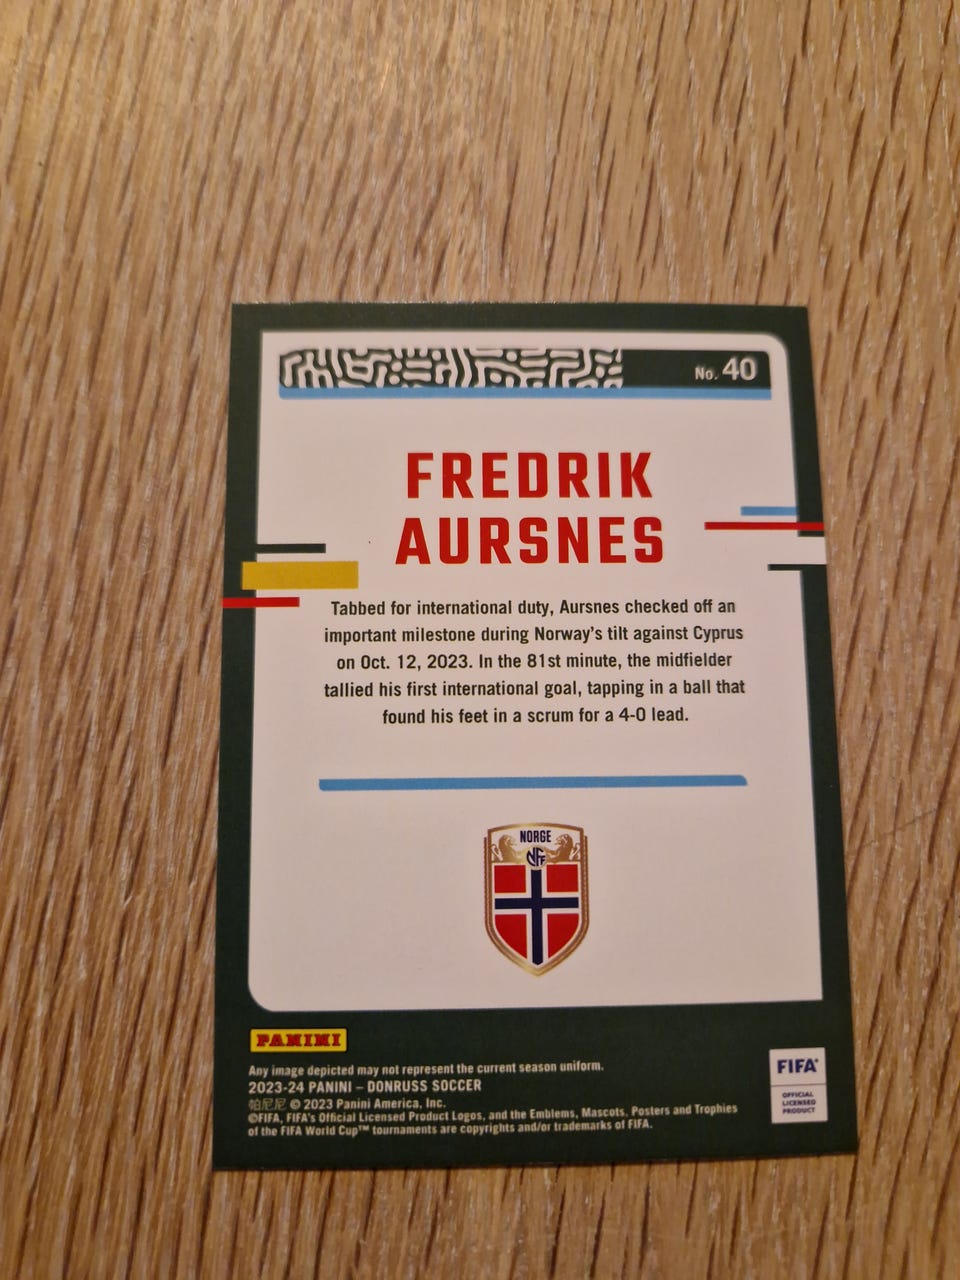 No. 40
FREDRIK
AURSNES
Tabbed for international duty, Aursnes checked off an
important milestone during Norway's tilt against Cyprus
on Oct. 12, 2023. In the 81st minute, the midfielder
tallied his first international goal, tapping in a ball that
found his feet in a scrum for a 4-0 lead.
NORGE
NFF
PANINI
Any image depicted may not represent the current season uniform.
2023-24 PANINI – DONRUSS SOCCER
帕尼尼 © 2023 Panini America, Inc.
©FIFA, FIFA's Official Licensed Product Logos, and the Emblems, Mascots, Posters and Trophies
of the FIFA World Cup™ tournaments are copyrights and/or trademarks of FIFA.
FIFA®
OFFICIAL
LICENSED
PRODUCT